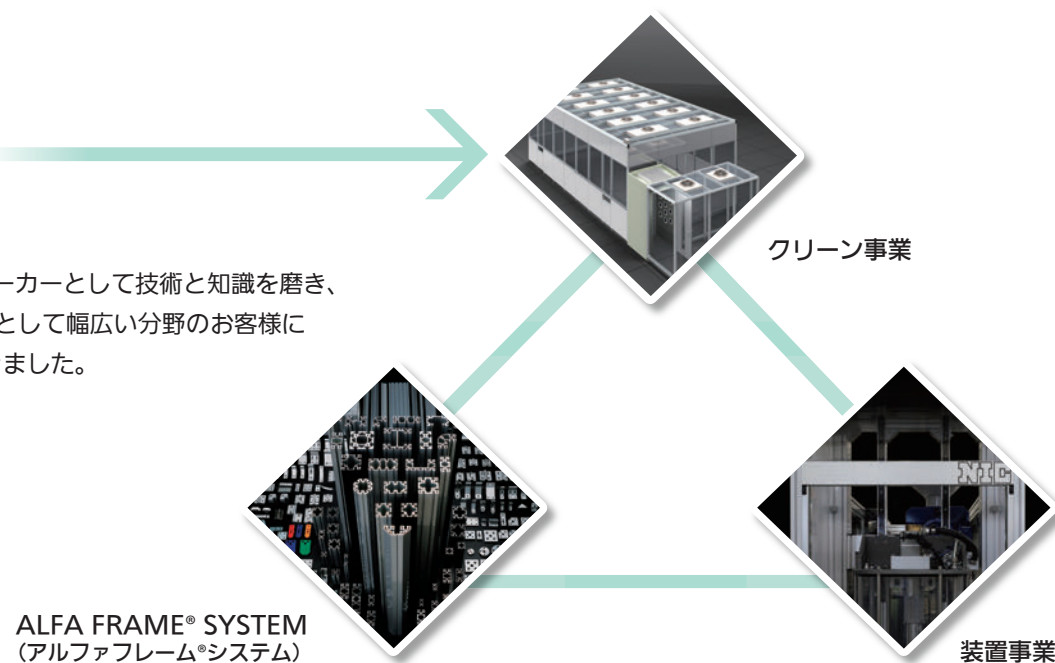 クリーン事業
ーカーとして技術と知識を磨き、
として幅広い分野のお客様に
ました。
NIC
ALFA FRAME® SYSTEM
（アルファフレーム®システム）
装置事業